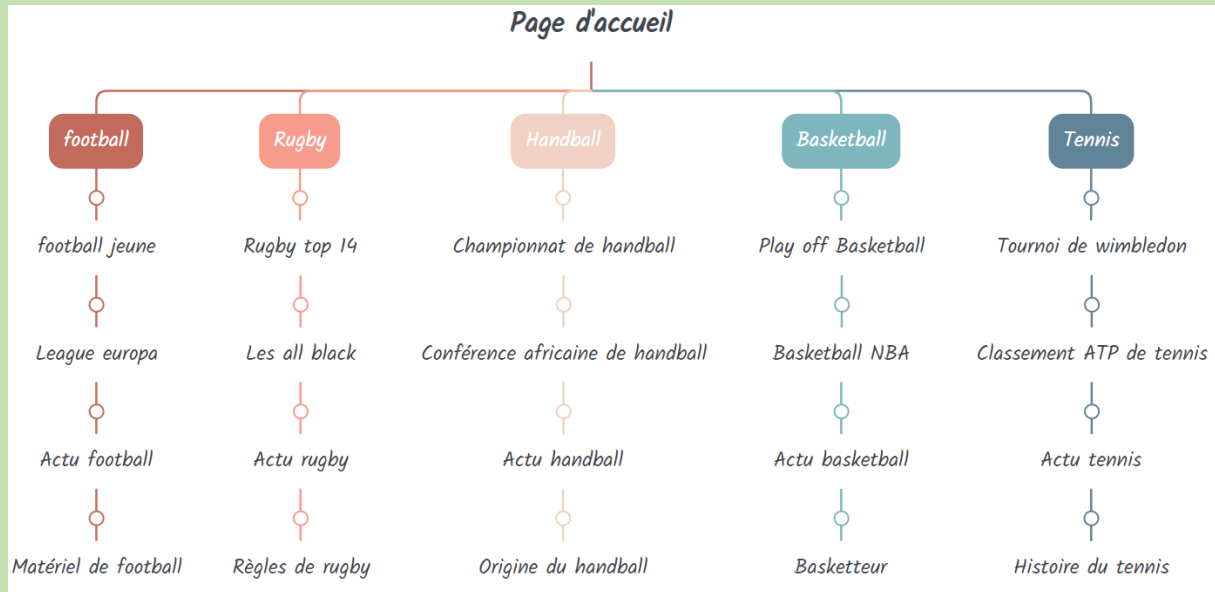 Page d'accueil
football
Rugby
Handball
Basketball
Tennis
football jeune
Rugby top 14
Championnat de handball
Play off Basketball
Tournoi de wimbledon
League europa
Les all black
Conférence africaine de handball
Basketball NBA
Classement ATP de tennis
Actu football
Actu rugby
Actu handball
Actu basketball
Actu tennis
Matériel de football
Règles de rugby
Origine du handball
Basketteur
Histoire du tennis